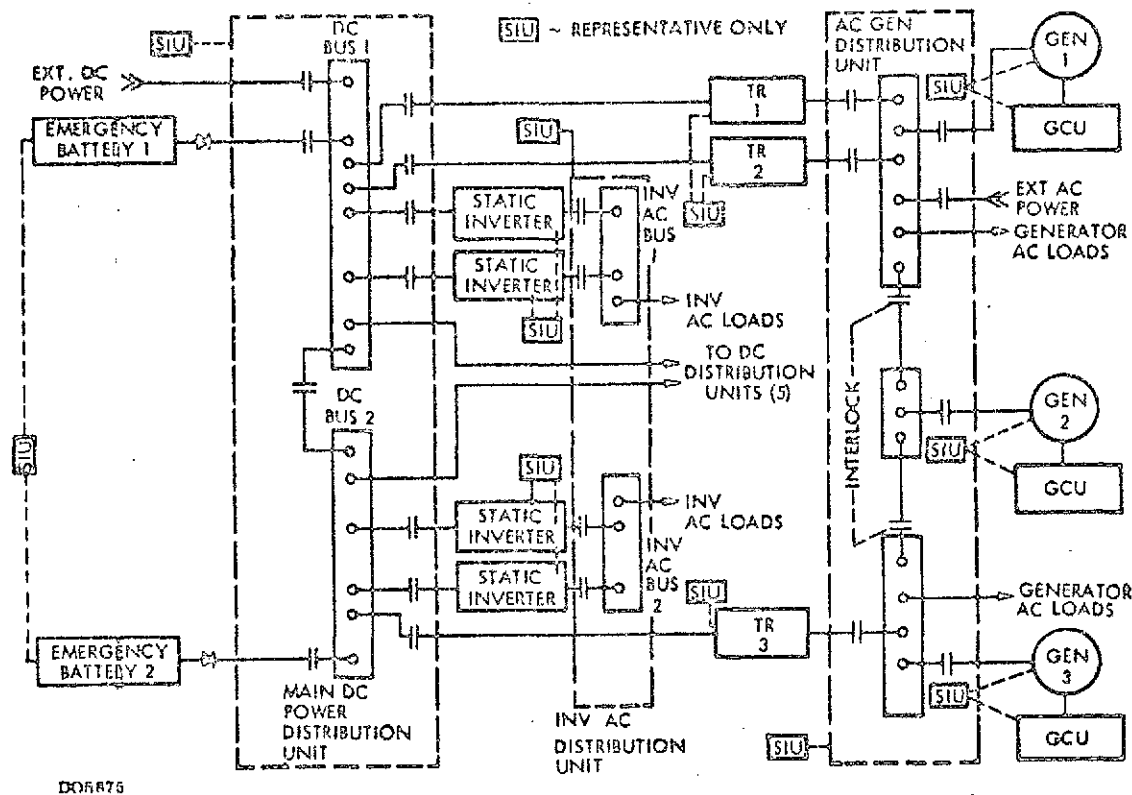 SIU
DC
BUS 1
SIU ~ REPRESENTATIVE ONLY
AC GEN
DISTRIBUTION
UNIT
GEN
1
EXT. DC
POWER
TR
1
SIU
GCU
EMERGENCY
BATTERY 1
SIU
TR
2
STATIC
INVERTER
INV
AC
BUS
1
SIU
EXT AC
POWER
GENERATOR
AC LOADS
STATIC
INVERTER
SIU
INV
AC LOADS
TO DC
DISTRIBUTION
UNITS (5)
DC
BUS 2
INTERLOCK
GEN
2
SIU
GCU
SIU
SIU
STATIC
INVERTER
INV
AC LOADS
INV
AC
BUS
2
STATIC
INVERTER
SIU
GENERATOR
AC LOADS
TR
3
EMERGENCY
BATTERY 2
GEN
3
SIU
GCU
MAIN DC
POWER
DISTRIBUTION
UNIT
INV AC
DISTRIBUTION
UNIT
SIU
DO5875